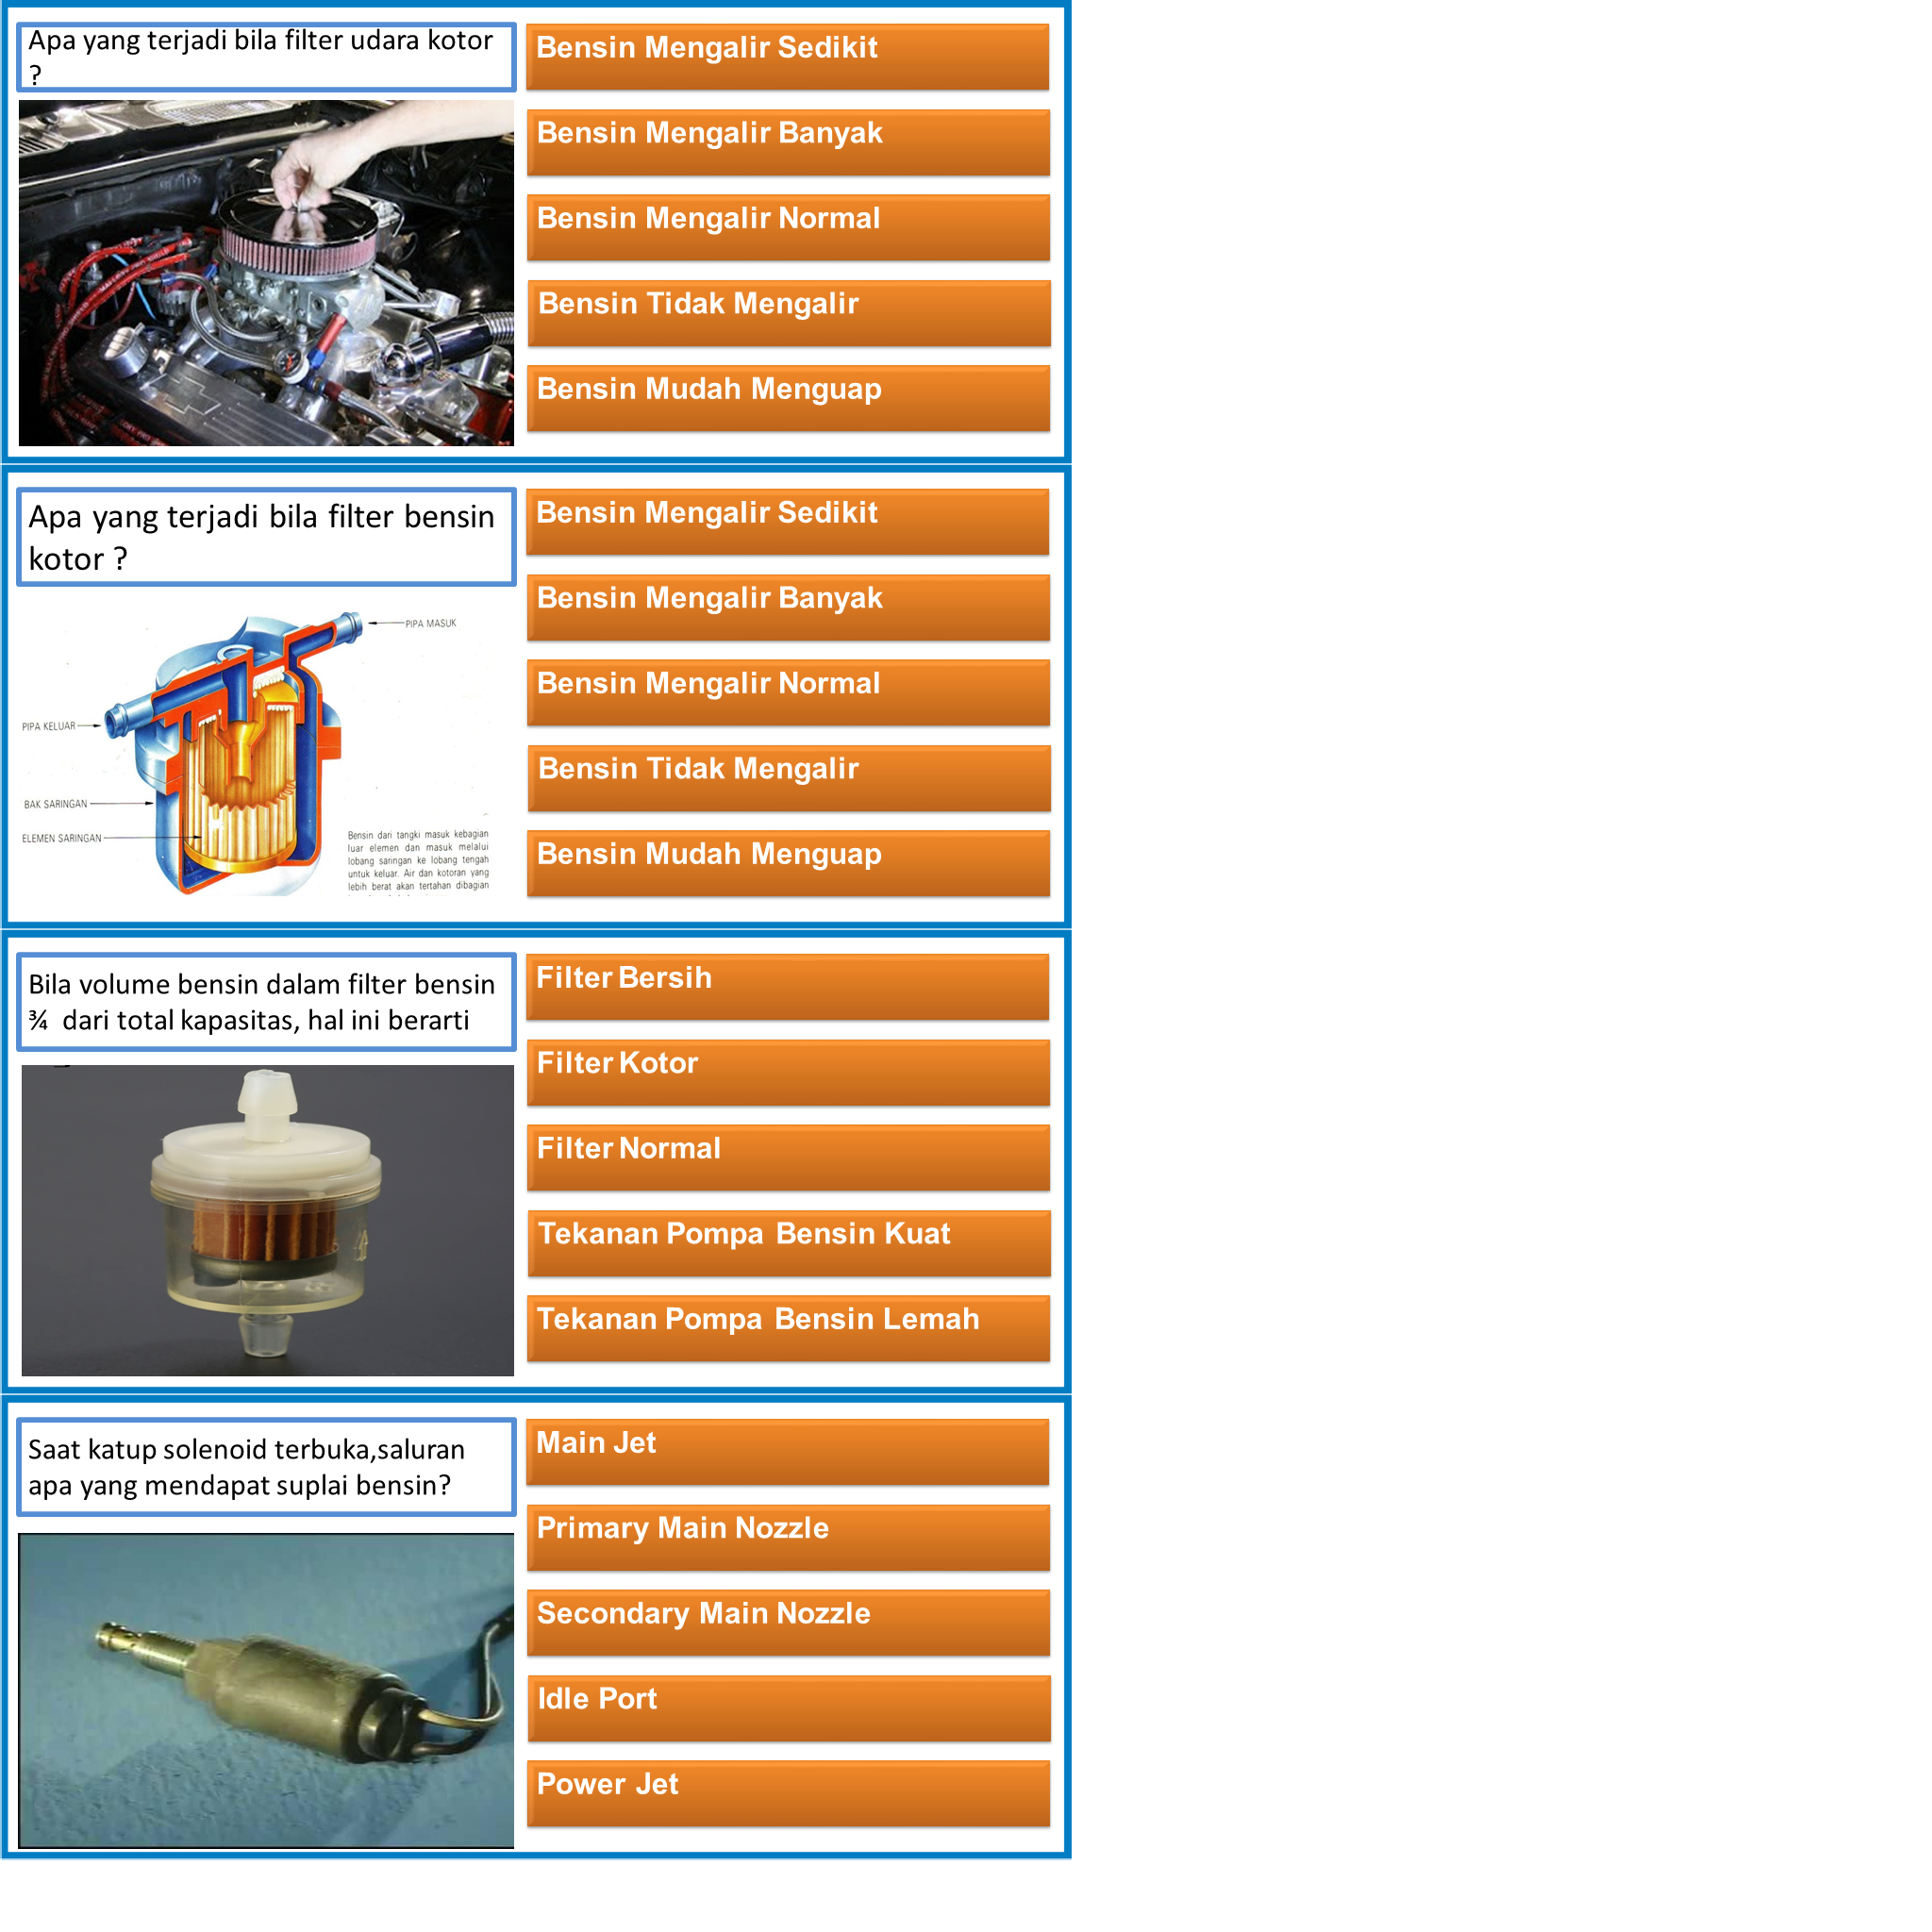 Apa yang terjadi bila filter udara kotor
?
Bensin Mengalir Sedikit
Bensin Mengalir Banyak
Bensin Mengalir Normal
Bensin Tidak Mengalir
Bensin Mudah Menguap
Apa yang terjadi bila filter bensin
kotor ?
PIPA MASUK
PIPA KELUAR
BAK SARINGAN
ELEMEN SARINGAN
Bensin dari tangki masuk kebagian
luar elemen dan masuk melalui
lobang saringan ke lobang tengah
untuk keluar. Air dan kotoran yang
lebih berat akan tertahan dibagian
Bensin Mengalir Sedikit
Bensin Mengalir Banyak
Bensin Mengalir Normal
Bensin Tidak Mengalir
Bensin Mudah Menguap
Bila volume bensin dalam filter bensin
¾ dari total kapasitas, hal ini berarti
Filter Bersih
Filter Kotor
Filter Normal
Tekanan Pompa Bensin Kuat
Tekanan Pompa Bensin Lemah
Saat katup solenoid terbuka,saluran
apa yang mendapat suplai bensin?
Main Jet
Primary Main Nozzle
Secondary Main Nozzle
Idle Port
Power Jet